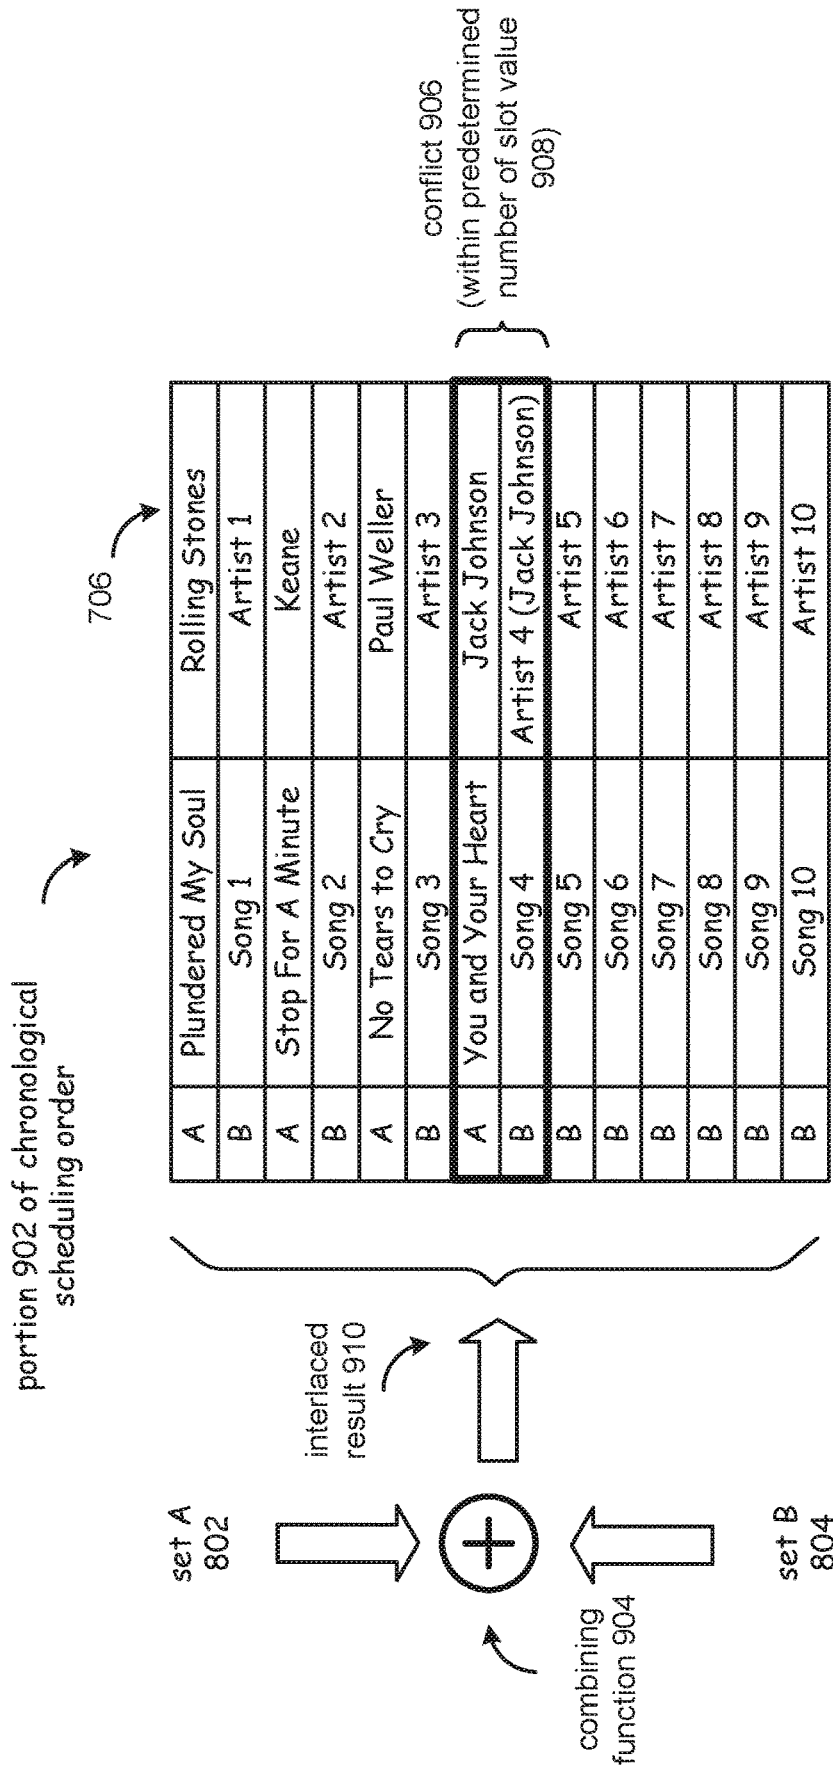 portion 902 of chronological
scheduling order
706
set A
802
combining
function 904
set B
804
interlaced
result 910
A Plundered My Soul Rolling Stones
B Song 1 Artist 1
A Stop For A Minute Keane
B Song 2 Artist 2
A No Tears to Cry Paul Weller
B Song 3 Artist 3
A You and Your Heart Jack Johnson
B Song 4 Artist 4 (Jack Johnson)
B Song 5 Artist 5
B Song 6 Artist 6
B Song 7 Artist 7
B Song 8 Artist 8
B Song 9 Artist 9
B Song 10 Artist 10
conflict 906
(within predetermined
number of slot value
908)